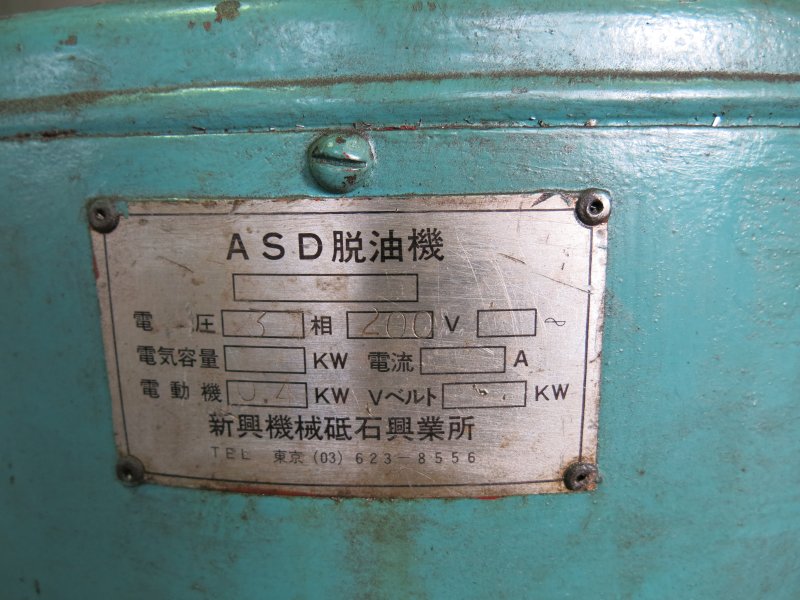 ASD脱油機
電圧 3 相 200 V ∞
電気容量 KW 電流 A
電動機 KW Vベルト KW
新興機械砥石興業所
TEL 東京 (03) 623-8556